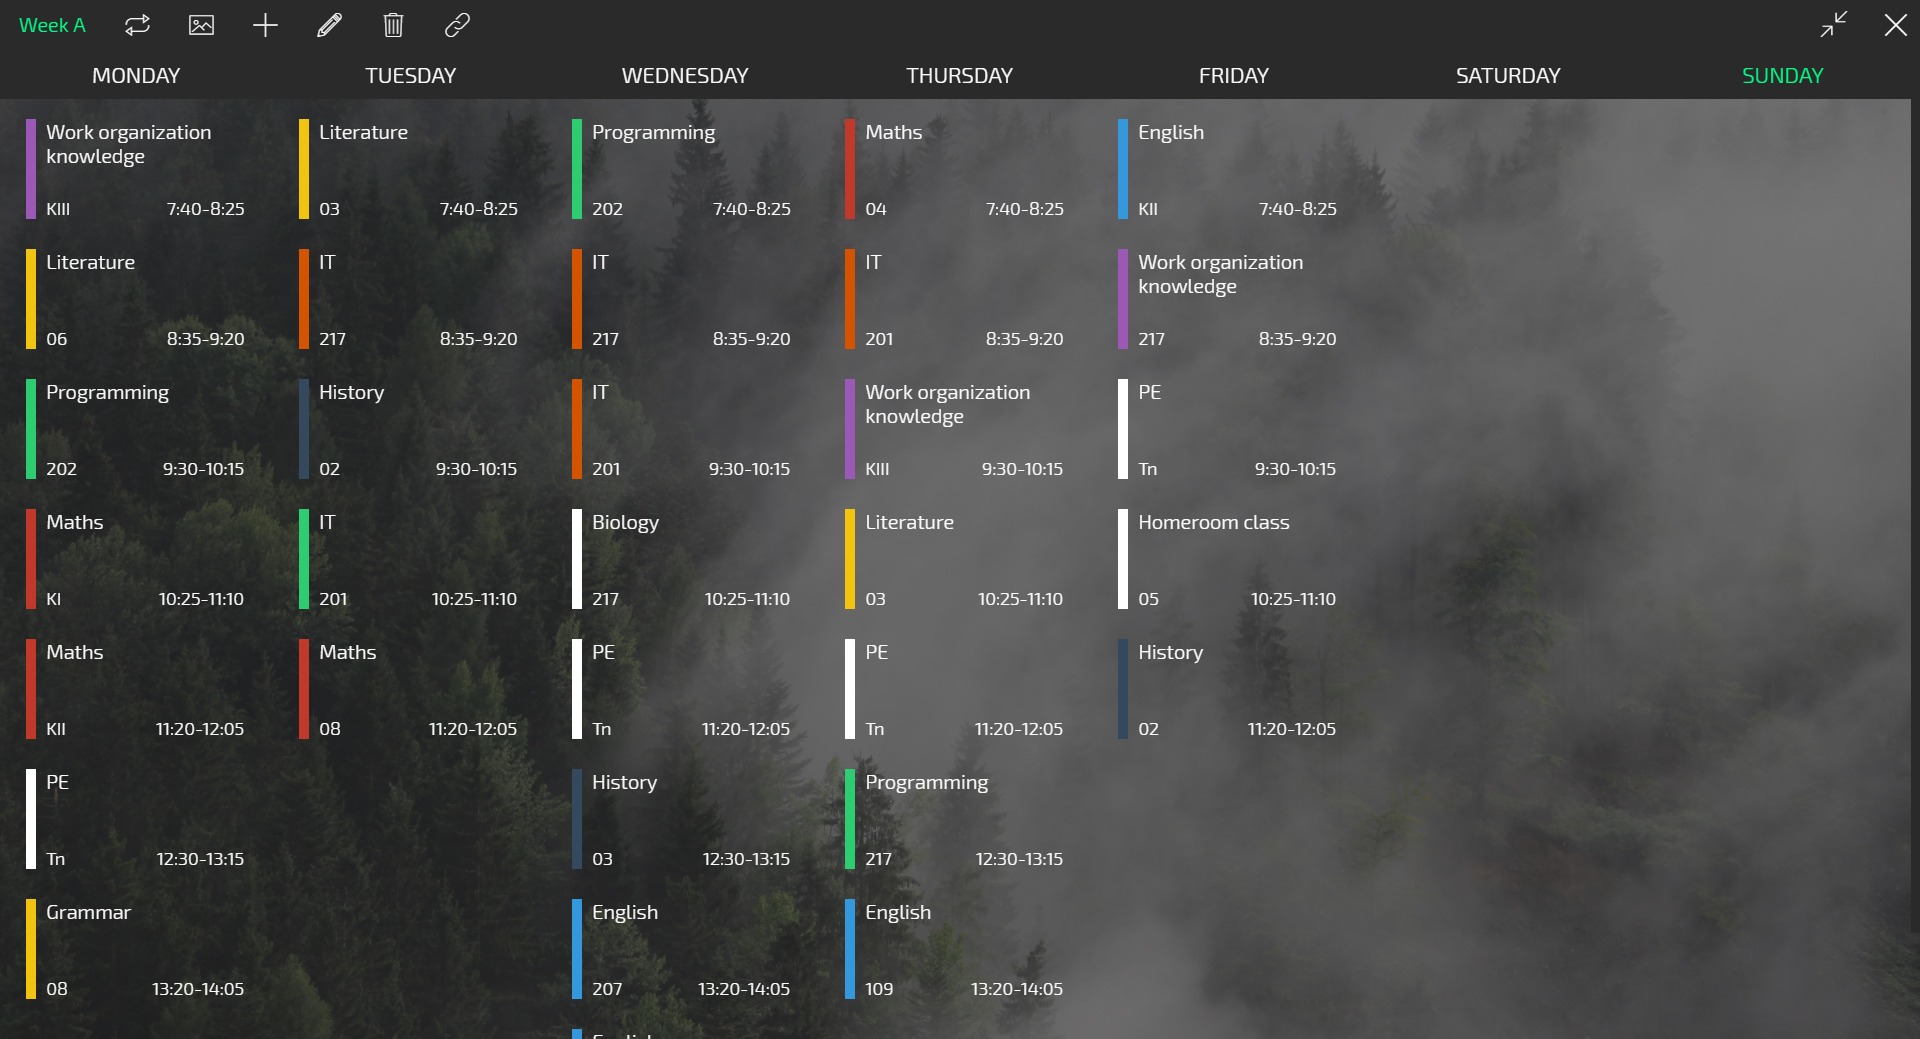 Week A
MONDAY
TUESDAY
WEDNESDAY
THURSDAY
FRIDAY
SATURDAY
SUNDAY
Work organization
knowledge
KIII 7:40-8:25
Literature
06 8:35-9:20
Programming
202 9:30-10:15
Maths
KI 10:25-11:10
Maths
KII 11:20-12:05
PE
Tn 12:30-13:15
Grammar
08 13:20-14:05
Literature
03 7:40-8:25
IT
217 8:35-9:20
History
02 9:30-10:15
IT
201 10:25-11:10
Maths
08 11:20-12:05
Programming
202 7:40-8:25
IT
217 8:35-9:20
IT
201 9:30-10:15
Biology
217 10:25-11:10
PE
Tn 11:20-12:05
History
03 12:30-13:15
English
207 13:20-14:05
English
Maths
04 7:40-8:25
IT
201 8:35-9:20
Work organization
knowledge
KIII 9:30-10:15
Literature
03 10:25-11:10
PE
Tn 11:20-12:05
Programming
217 12:30-13:15
English
109 13:20-14:05
English
KII 7:40-8:25
Work organization
knowledge
217 8:35-9:20
PE
Tn 9:30-10:15
Homeroom class
05 10:25-11:10
History
02 11:20-12:05